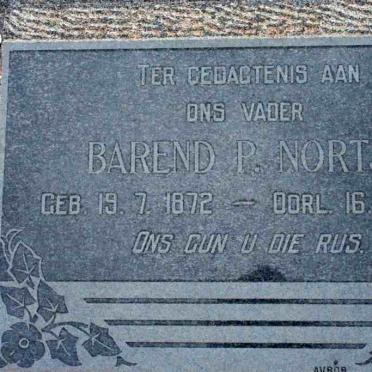 TER GEDAGTENIS AAN
ONS VADER
BAREND P. NORT
GEB. 19. 7. 1872 — OORL. 16.
ONS GUN U DIE RUS.